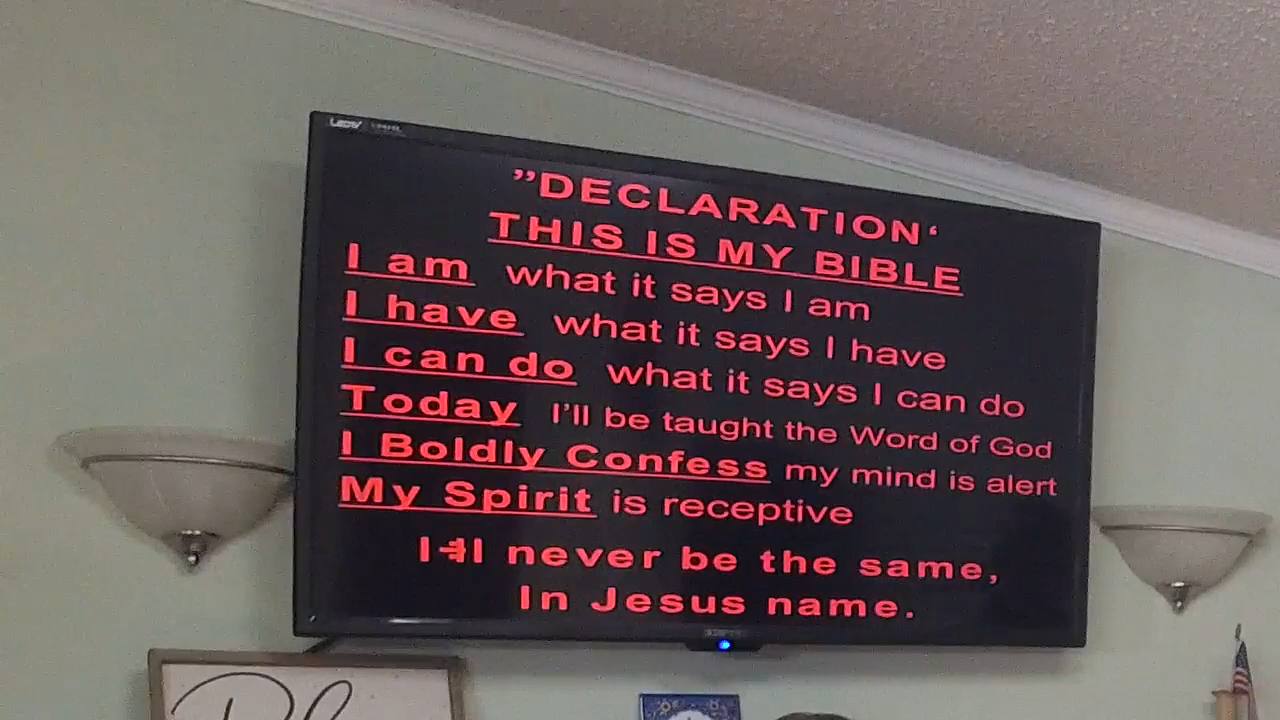 ”DECLARATION‘
THIS IS MY BIBLE
I am what it says I am
I have what it says I have
I can do what it says I can do
Today I’ll be taught the Word of God
I Boldly Confess my mind is alert
My Spirit is receptive
never be the same,
In Jesus name.